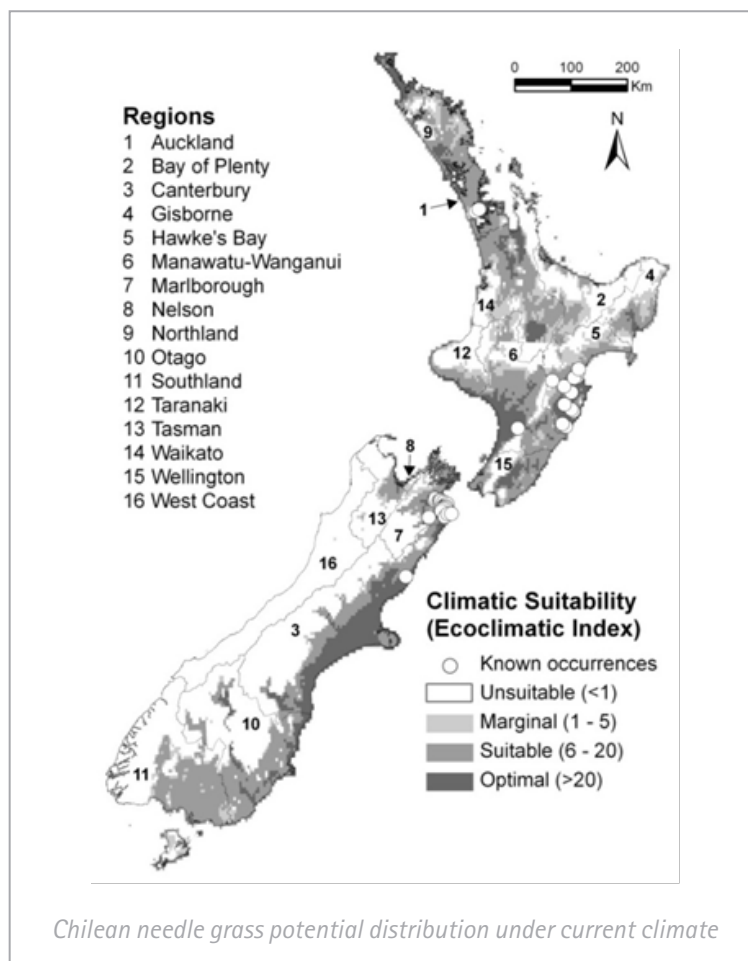 0 100 200
Km
N
Regions
1 Auckland
2 Bay of Plenty
3 Canterbury
4 Gisborne
5 Hawke's Bay
6 Manawatu-Wanganui
7 Marlborough
8 Nelson
9 Northland
10 Otago
11 Southland
12 Taranaki
13 Tasman
14 Waikato
15 Wellington
16 West Coast
9
1
4
2
14
5
12
6
8
15
13
7
16
3
10
11
Climatic Suitability
(Ecoclimatic Index)
Known occurrences
Unsuitable (<1)
Marginal (1 - 5)
Suitable (6 - 20)
Optimal (>20)
Chilean needle grass potential distribution under current climate